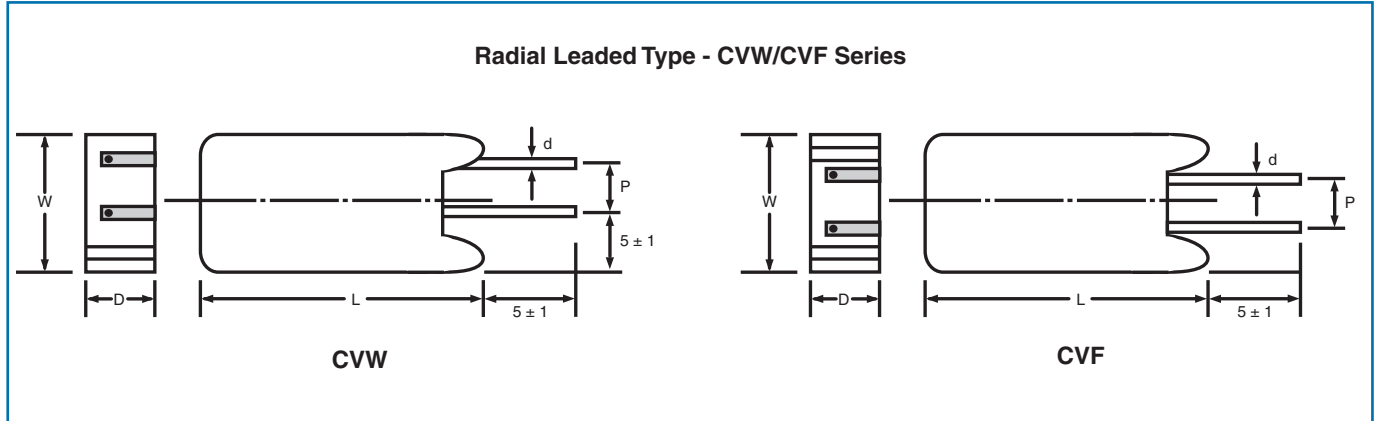 Radial Leaded Type - CVW/CVF Series
d
P
W
5 ± 1
D
L
5 ± 1
CVW
d
W
P
D
L
5 ± 1
CVF